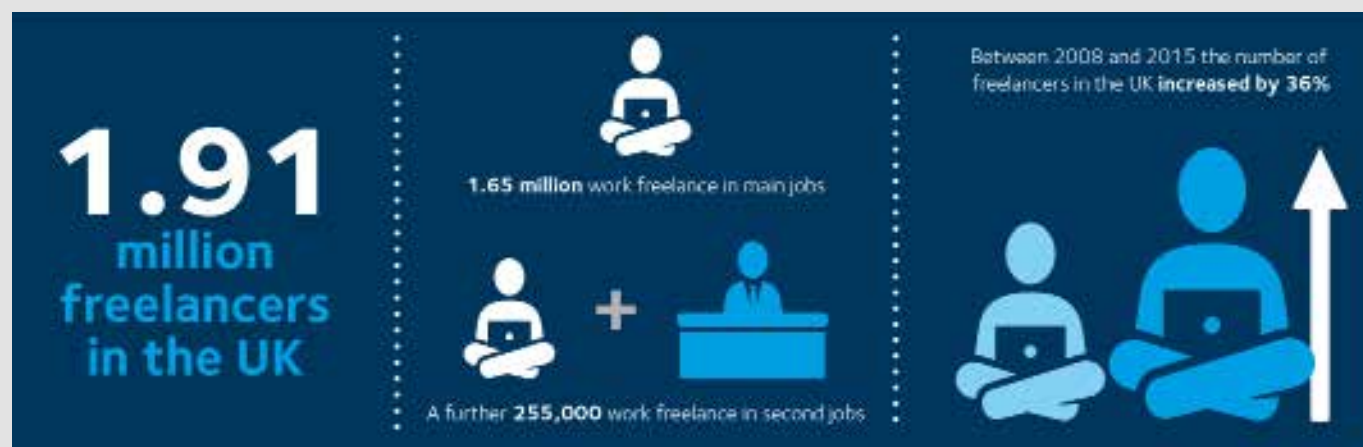 1.91
million
freelancers
in the UK
1.65 million work freelance in main jobs
A further 255,000 work freelance in second jobs
Between 2008 and 2015 the number of
freelancers in the UK increased by 36%